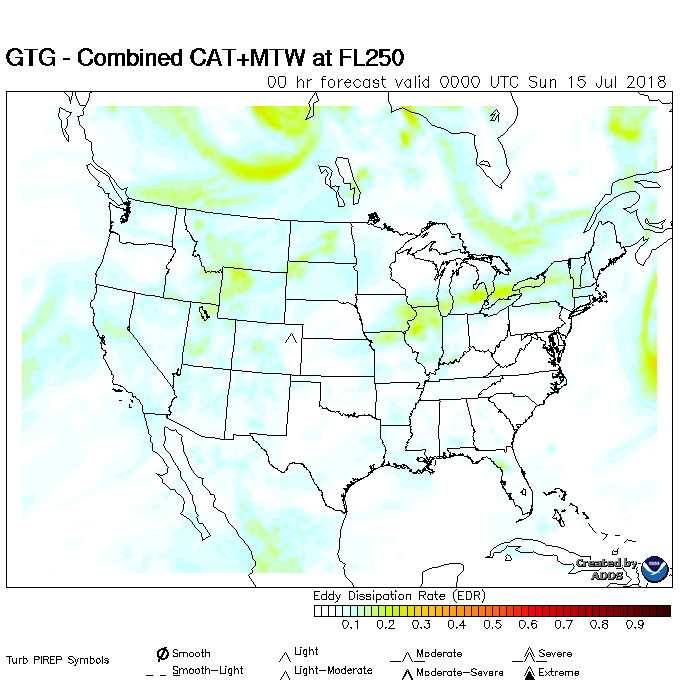 GTG - Combined CAT+MTW at FL250
00 hr forecast valid 0000 UTC Sun 15 Jul 2018
Created by
ADDS
Eddy Dissipation Rate (EDR)
0.1 0.2 0.3 0.4 0.5 0.6 0.7 0.8 0.9
Turb PIREP Symbols
Smooth Light Moderate Severe
Smooth-Light Light-Moderate Moderate-Severe Extreme